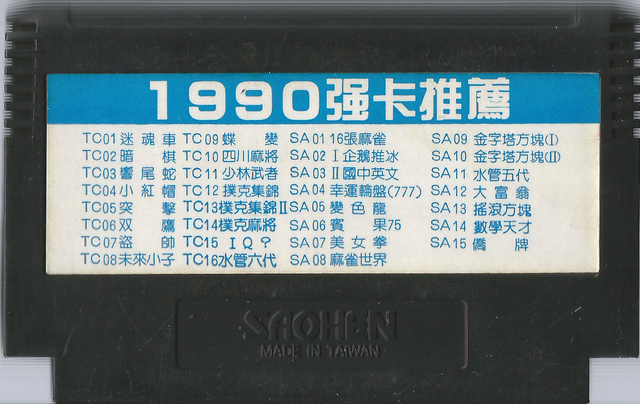 1990强卡推薦
TC01 迷魂車 TC09 蝶變 SA01 16張麻雀 SA09 金字塔方塊(I)
TC02 暗棋 TC10 四川麻將 SA02 I企鵝推冰 SA10 金字塔方塊(II)
TC03 響尾蛇 TC11 少林武者 SA03 II國中英文 SA11 水管五代
TC04 小紅帽 TC12 撲克集錦 SA04 幸運輪盤(777) SA12 大富翁
TC05 突擊 TC13 撲克集錦II SA05 變色龍 SA13 搖滾方塊
TC06 双鷹 TC14 撲克麻將 SA06 賓果75 SA14 數學天才
TC07 盜帥 TC15 IQ? SA07 美女拳 SA15 僑牌
TC08 未來小子 TC16 水管六代 SA08 麻雀世界
SACHEN
MADE IN TAIWAN